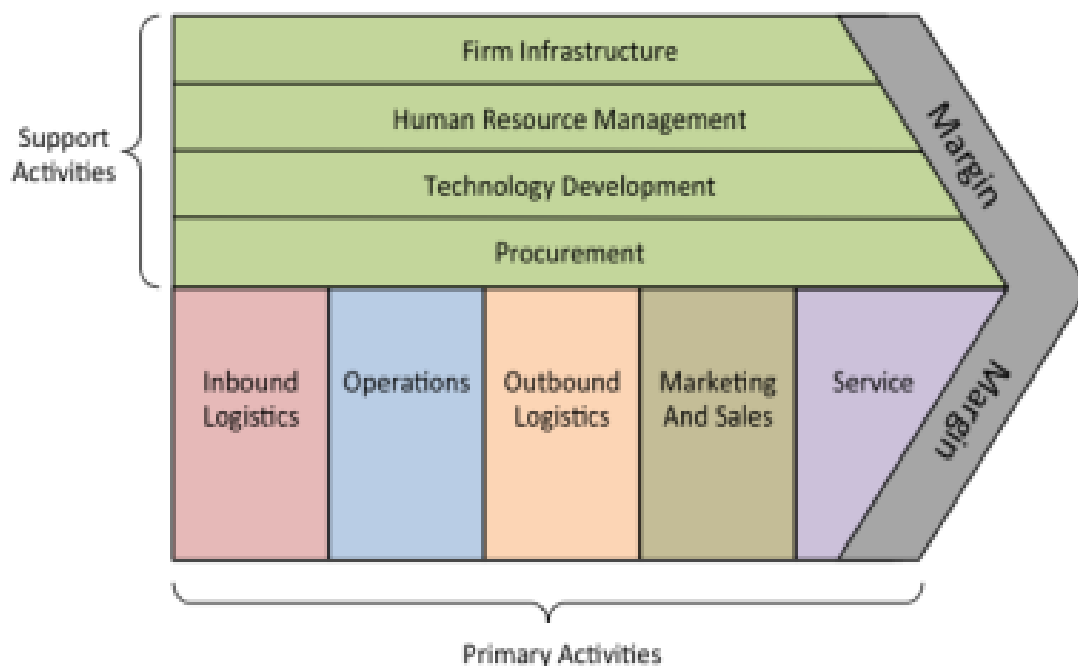 Firm Infrastructure
Human Resource Management
Support
Activities
Technology Development
Procurement
Margin
Inbound
Logistics
Operations
Outbound
Logistics
Marketing
And Sales
Service
Margin
Primary Activities